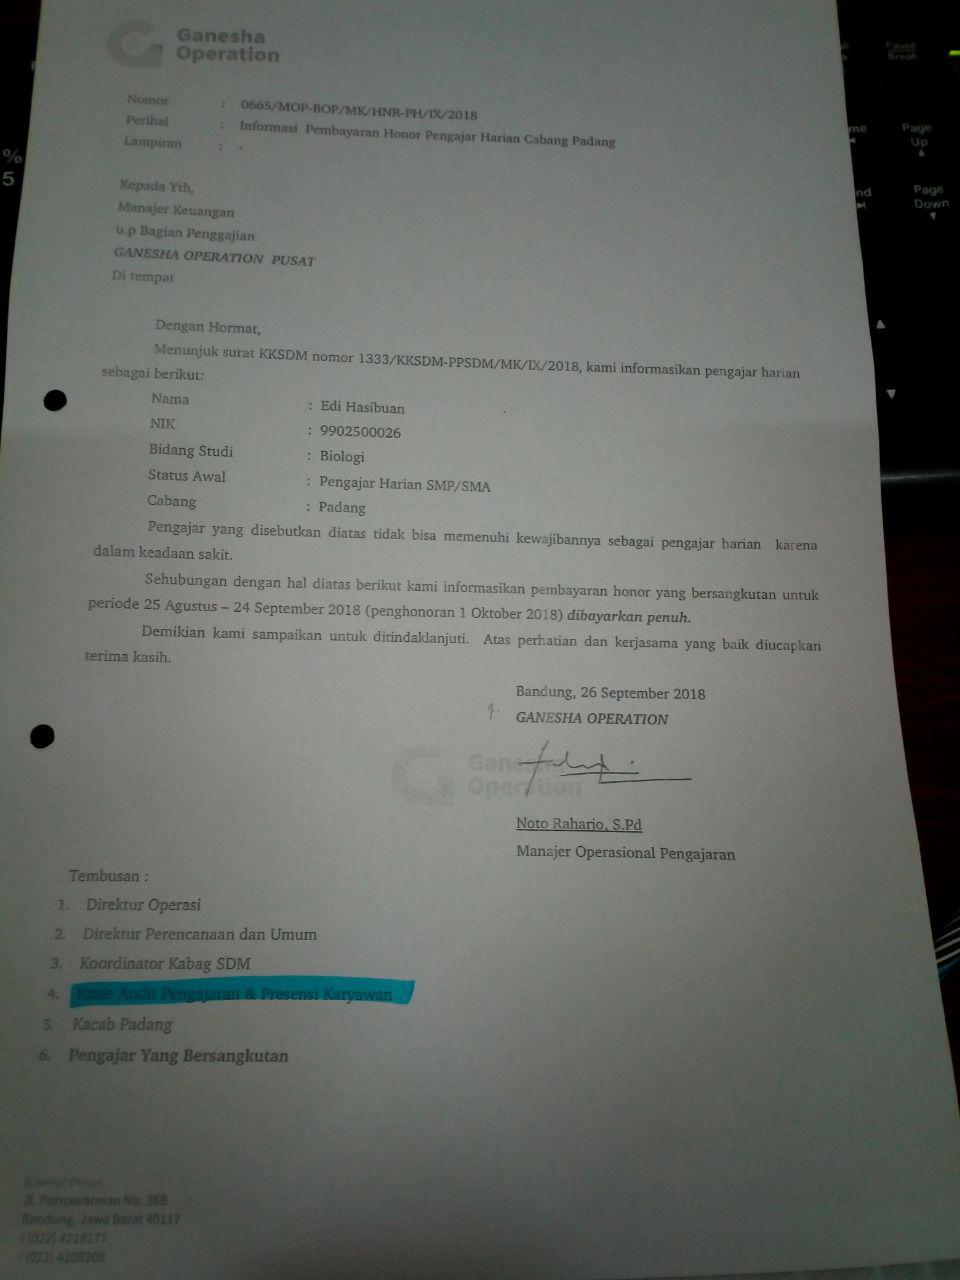 Ganesha
Operation
Nomor : 0665/MOP-BOP/MK/HNR-PH/IX/2018
Perihal : Informasi Pembayaran Honor Pengajar Harian Cabang Padang
Lampiran : -
Kepada Yth,
Manajer Keuangan
u.p Bagian Penggajian
GANESHA OPERATION PUSAT
Di tempat
Dengan Hormat,
Menunjuk surat KKSDM nomor 1333/KKSDM-PPSDM/MK/IX/2018, kami informasikan pengajar harian
sebagai berikut:
Nama : Edi Hasibuan
NIK : 9902500026
Bidang Studi : Biologi
Status Awal : Pengajar Harian SMP/SMA
Cabang : Padang
Pengajar yang disebutkan diatas tidak bisa memenuhi kewajibannya sebagai pengajar harian karena
dalam keadaan sakit.
Sehubungan dengan hal diatas berikut kami informasikan pembayaran honor yang bersangkutan untuk
periode 25 Agustus – 24 September 2018 (penghonoran 1 Oktober 2018) dibayarkan penuh.
Demikian kami sampaikan untuk ditindaklanjuti. Atas perhatian dan kerjasama yang baik diucapkan
terima kasih.
Bandung, 26 September 2018
GANESHA OPERATION
Ganesha
Operation
Noto Raharjo, S.Pd
Manajer Operasional Pengajaran
Tembusan :
1. Direktur Operasi
2. Direktur Perencanaan dan Umum
3. Koordinator Kabag SDM
4. Kasie Audit Pengajaran & Presensi Karyawan
5. Kacab Padang
6. Pengajar Yang Bersangkutan
Kantor Pusat
Jl. Purnawarman No. 36B
Bandung, Jawa Barat 40117
(022) 4218177
(022) 4209308
% 
5
Pause
Break
Page
Up
Page
Down